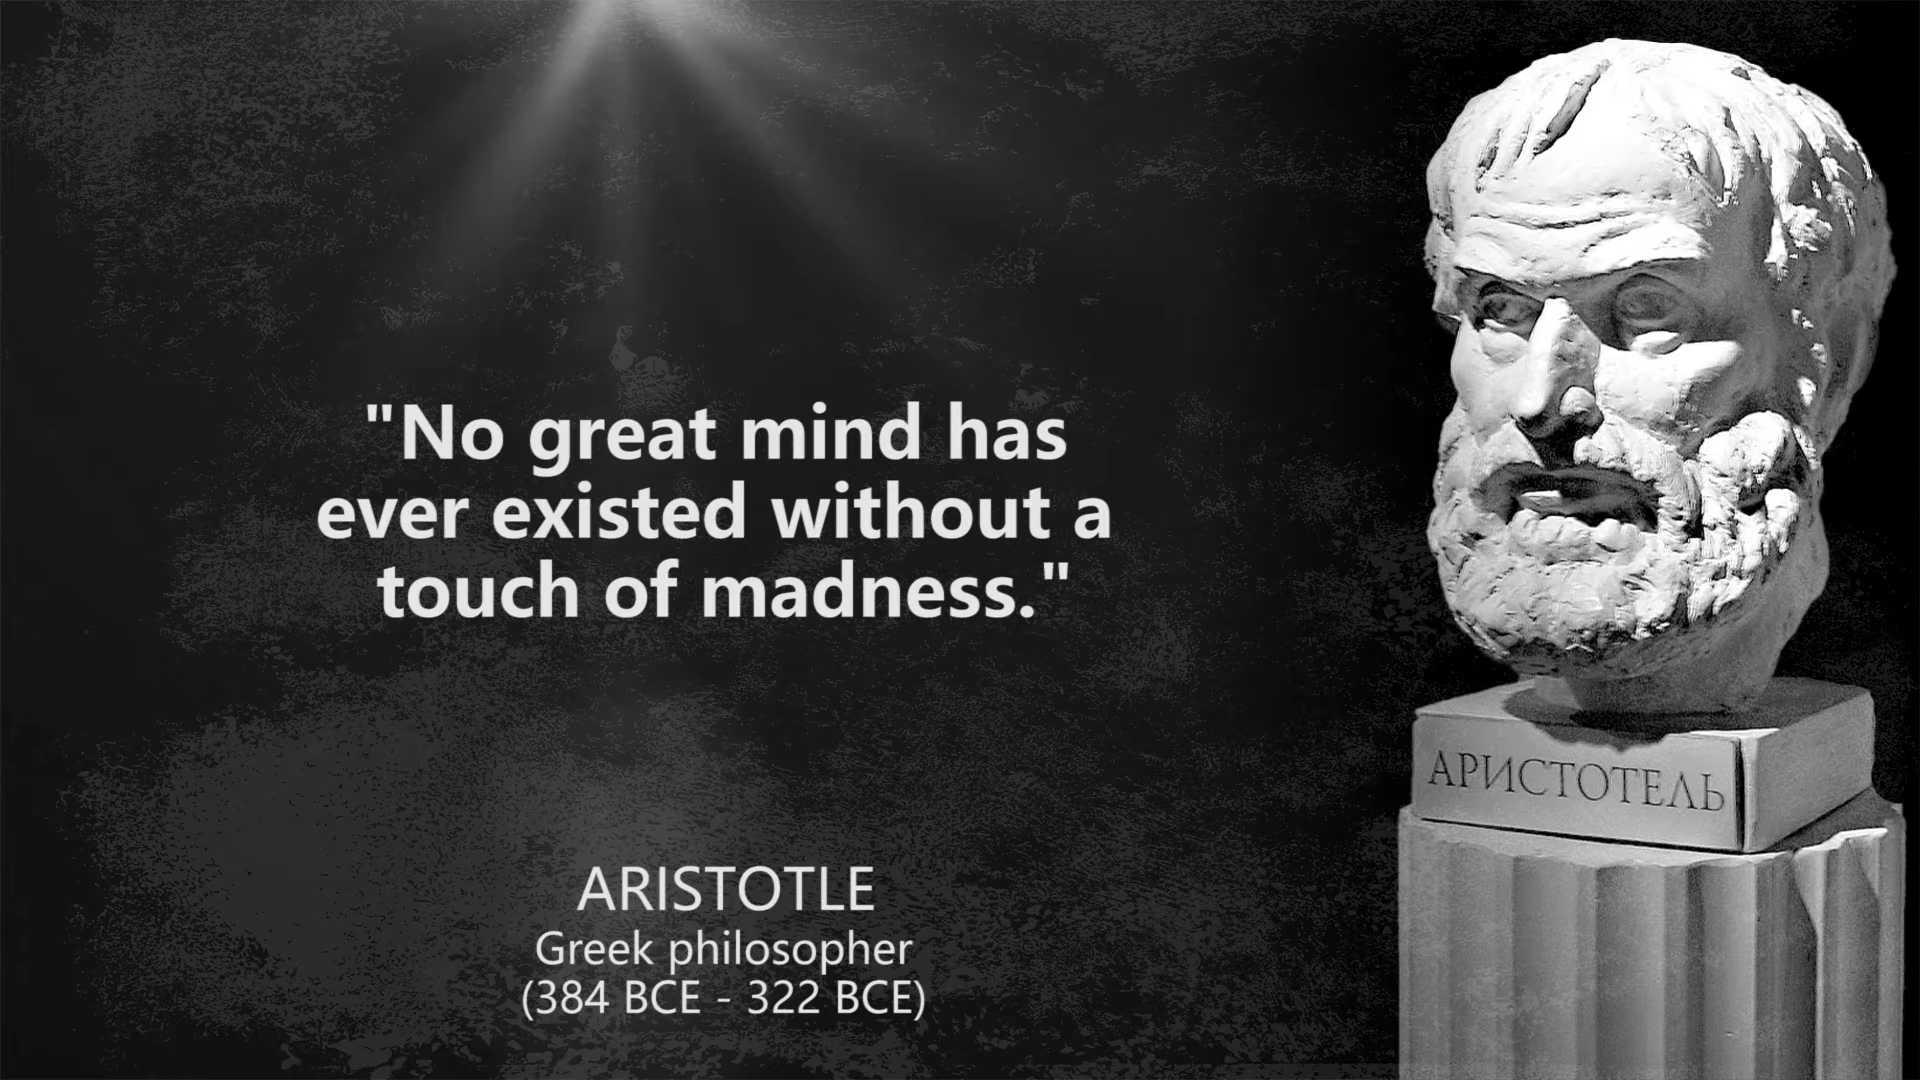 "No great mind has
ever existed without a
touch of madness."
ARISTOTLE
Greek philosopher
(384 BCE - 322 BCE)
АРИСТОТЕЛЬ